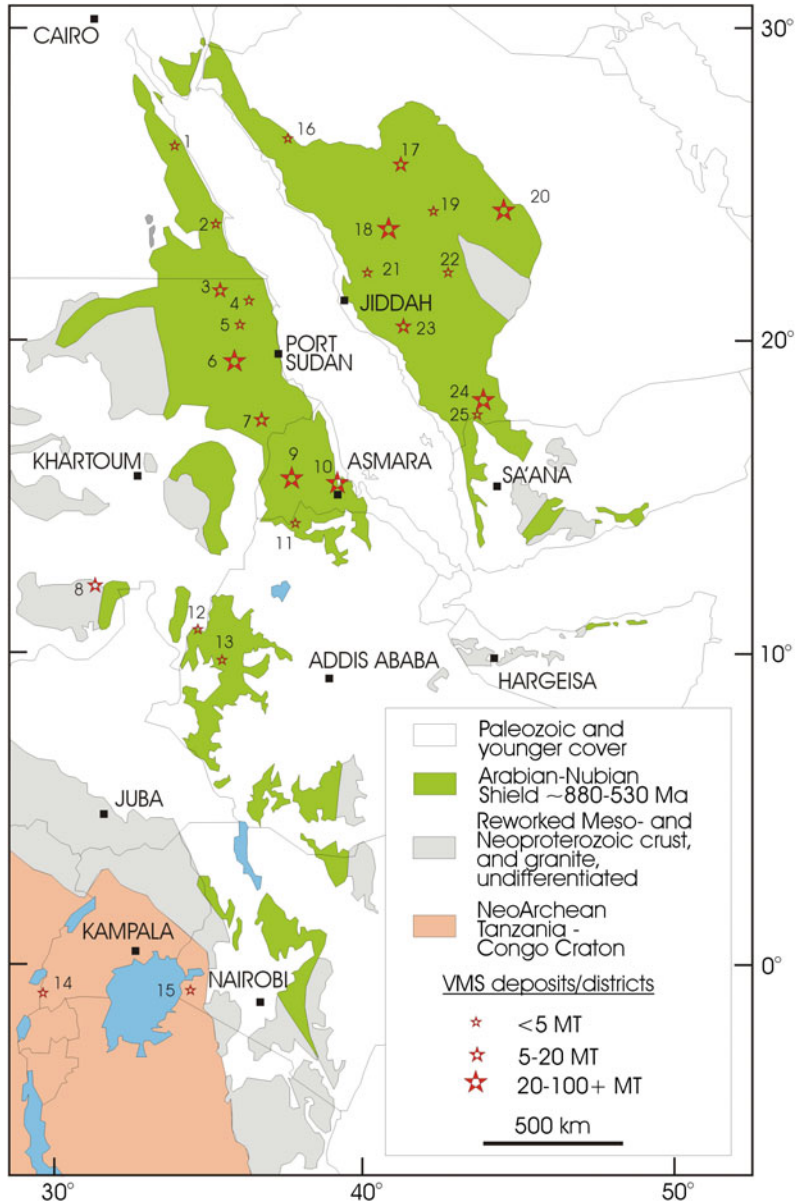 CAIRO
30°
1
16
17
2
18
19
20
3
4
21
22
JIDDAH
5
23
6
PORT
SUDAN
20°
7
24
25
KHARTOUM
9
10
ASMARA
SA'ANA
11
8
12
13
ADDIS ABABA
HARGEISA
10°
JUBA
KAMPALA
14
15
NAIROBI
0°
Paleozoic and
younger cover
Arabian-Nubian
Shield ~880-530 Ma
Reworked Meso- and
Neoproterozoic crust,
and granite,
undifferentiated
NeoArchean
Tanzania -
Congo Craton
VMS deposits/districts
<5 MT
5-20 MT
20-100+ MT
500 km
30°
40°
50°